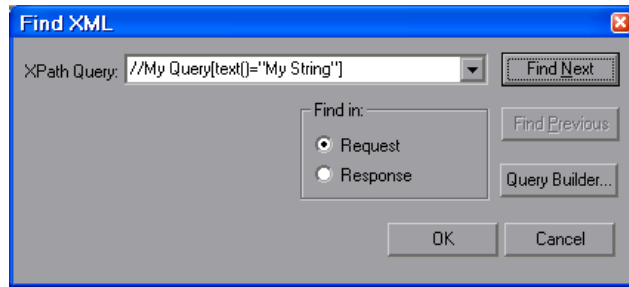 Find XML
XPath Query: //My Query[text()="My String"]
Find Next
Find in:
Find Previous
Request
Response
Query Builder...
OK Cancel